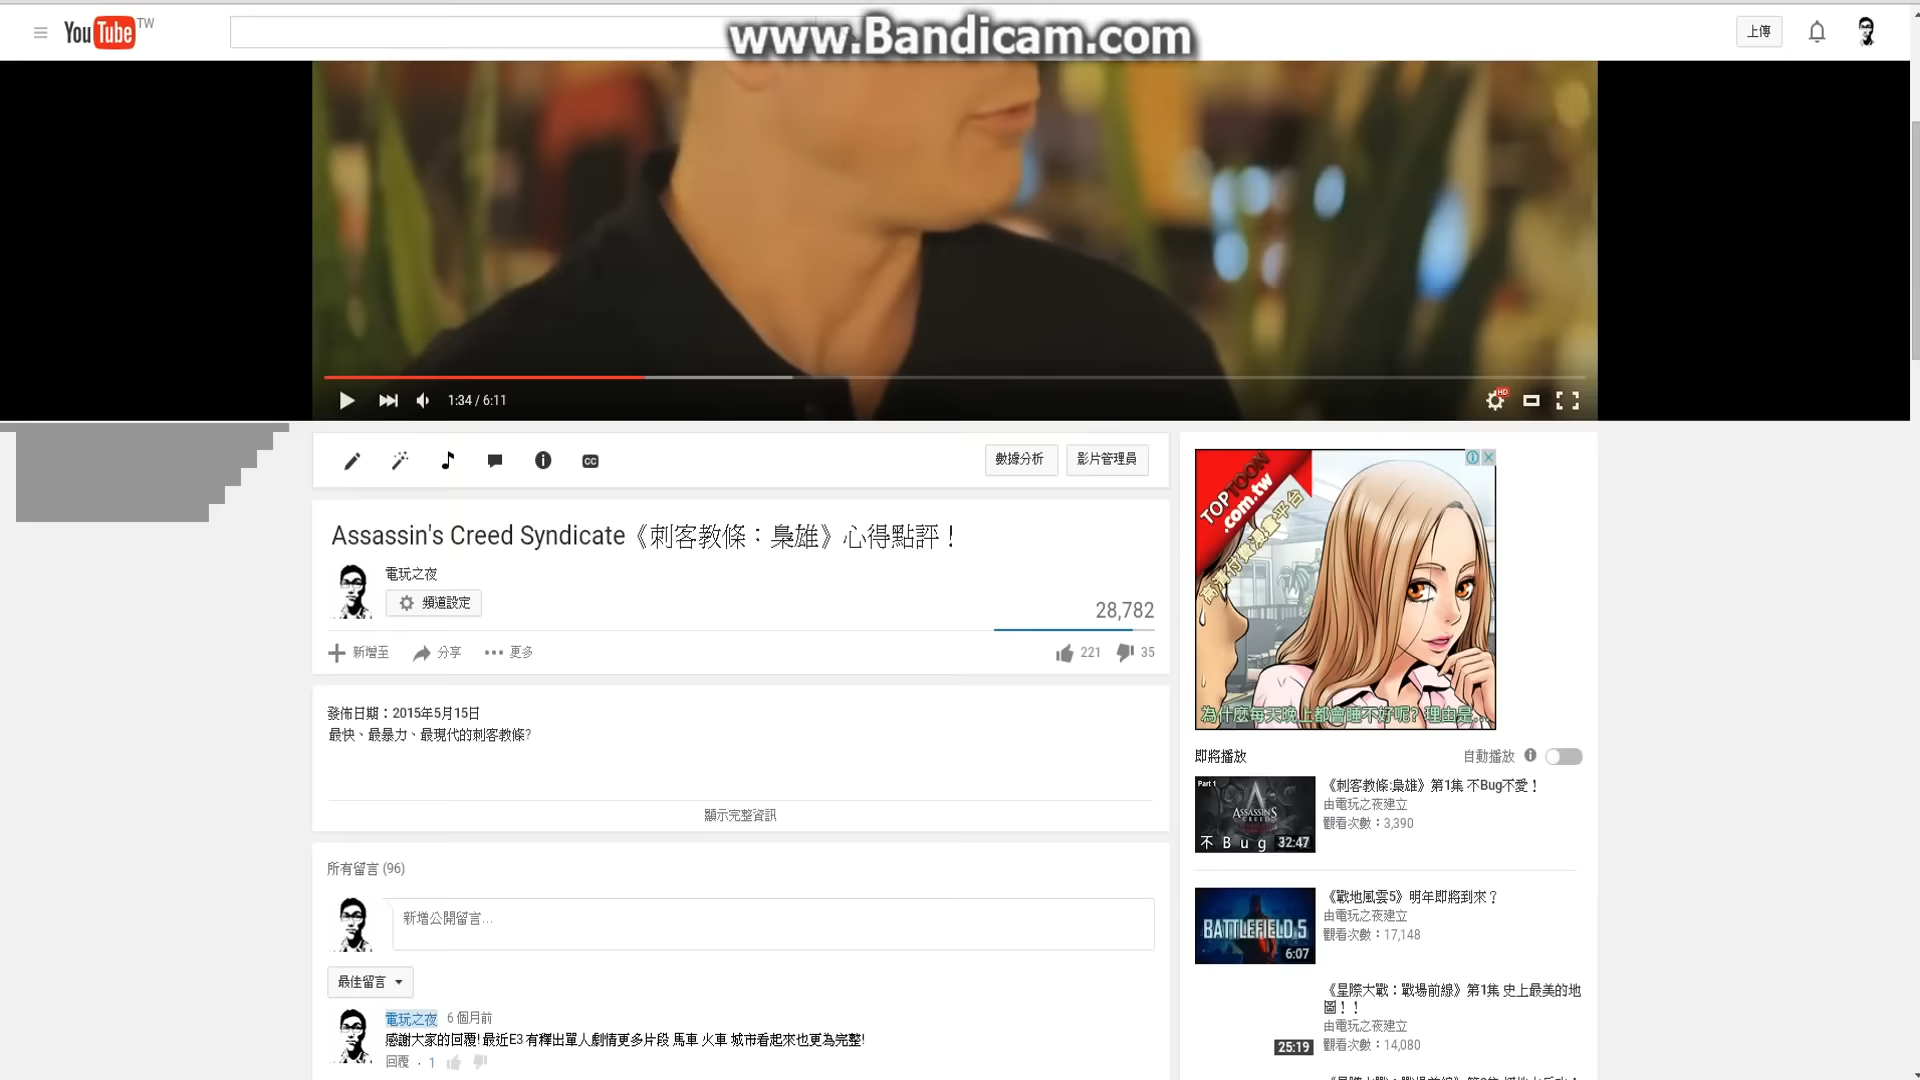 YouTube TW
www.Bandicam.com
上傳
1:34 / 6:11
HD
CC
數據分析
影片管理員
Assassin's Creed Syndicate《刺客教條：梟雄》心得點評！
電玩之夜
頻道設定
28,782
新增至
分享
更多
221
35
發佈日期：2015年5月15日
最快、最暴力、最現代的刺客教條?
顯示完整資訊
所有留言 (96)
新增公開留言...
最佳留言
電玩之夜 6 個月前
感謝大家的回覆! 最近E3 有釋出單人劇情更多片段 馬車 火車 城市看起來也更為完整!
回覆 · 1
TOPTOON
.com.tw
為什麼每天晚上都會睡不好呢? 理由是...
即將播放
自動播放
Part 1
ASSASSIN'S
CREED
不 B u g
32:47
《刺客教條:梟雄》第1集 不Bug不愛！
由電玩之夜建立
觀看次數：3,390
BATTLEFIELD 5
6:07
《戰地風雲5》明年即將到來？
由電玩之夜建立
觀看次數：17,148
25:19
《星際大戰：戰場前線》第1集 史上最美的地
圖！！
由電玩之夜建立
觀看次數：14,080